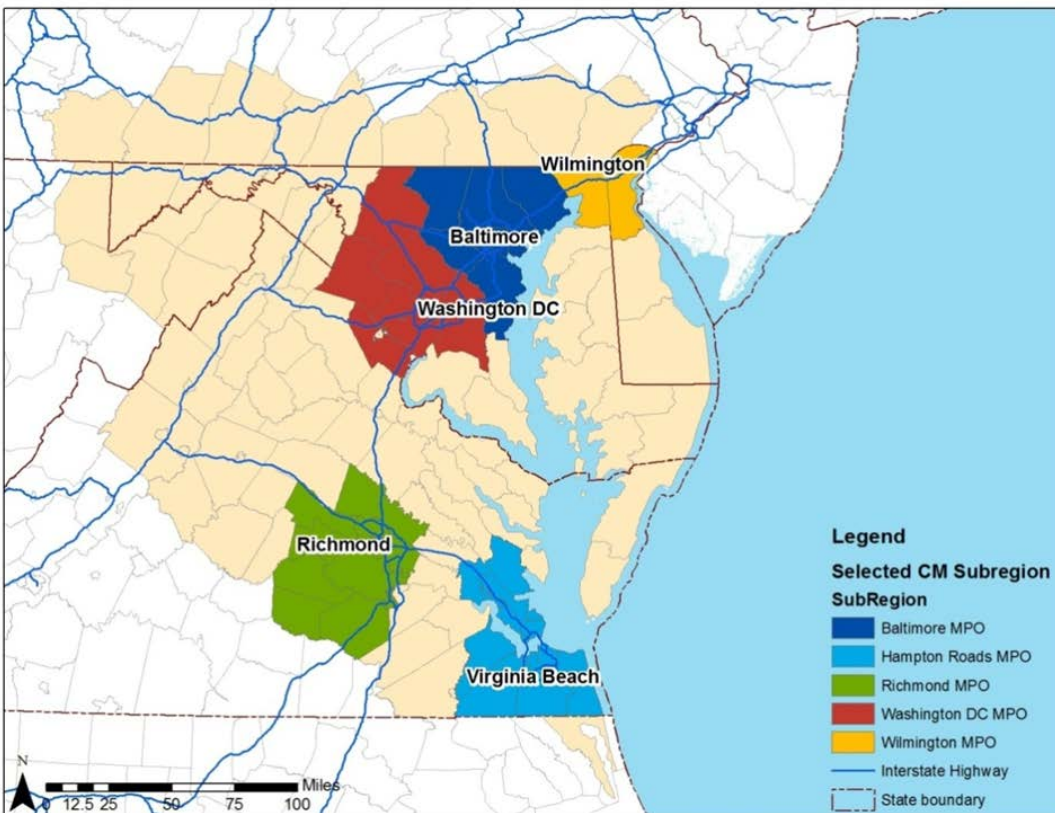 Wilmington
Baltimore
Washington DC
Richmond
Virginia Beach
Legend
Selected CM Subregion
SubRegion
Baltimore MPO
Hampton Roads MPO
Richmond MPO
Washington DC MPO
Wilmington MPO
Interstate Highway
State boundary
N
Miles
0 12.5 25 50 75 100